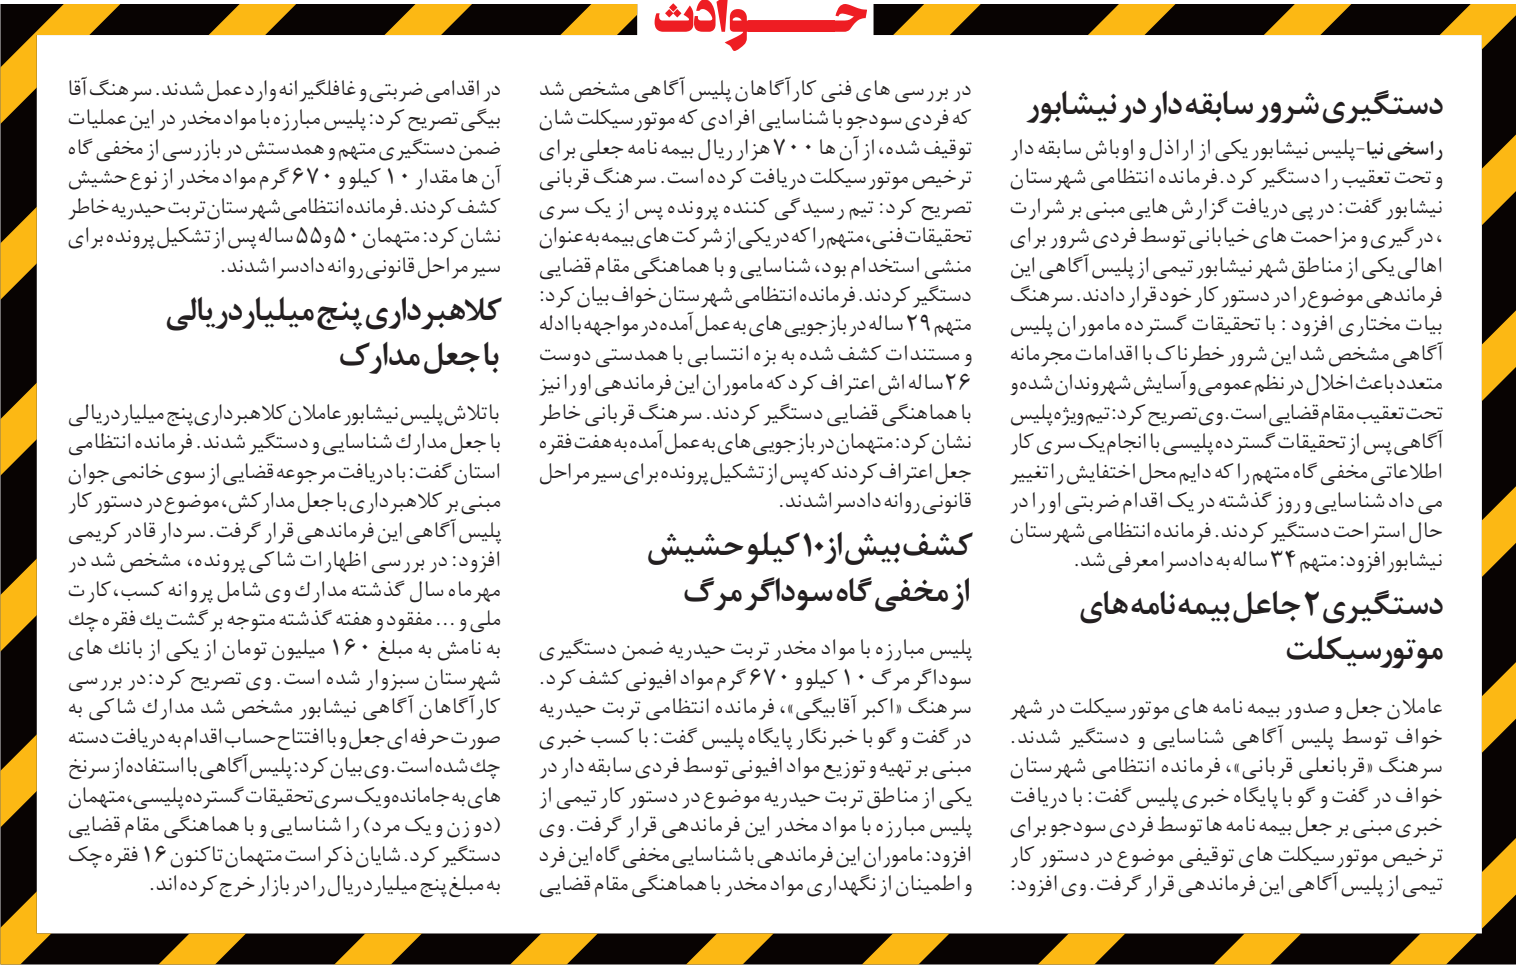 حـــوادث
دستگیری شرور سابقه دار در نیشابور
راسخی نیا-پلیس نیشابور یکی از اراذل و اوباش سابقه دار
و تحت تعقیب را دستگیر کرد.فرمانده انتظامی شهرستان
نیشابور گفت: در پی دریافت گزارش هایی مبنی بر شرارت
، درگیری و مزاحمت های خیابانی توسط فردی شرور برای
اهالی یکی از مناطق شهر نیشابور تیمی از پلیس آگاهی این
فرماندهی موضوع را در دستور کار خود قرار دادند. سرهنگ
بیات مختاری افزود : با تحقیقات گسترده ماموران پلیس
آگاهی مشخص شد این شرور خطرناک با اقدامات مجرمانه
متعدد باعث اخلال در نظم عمومی و آسایش شهروندان شده و
تحت تعقیب مقام قضایی است.وی تصریح کرد:تیم ویژه پلیس
آگاهی پس از تحقیقات گسترده پلیسی با انجام یک سری کار
اطلاعاتی مخفی گاه متهم را که دایم محل اختفایش را تغییر
می داد شناسایی و روز گذشته در یک اقدام ضربتی او را در
حال استراحت دستگیر کردند. فرمانده انتظامی شهرستان
نیشابور افزود: متهم ۳۴ ساله به دادسرا معرفی شد.
دستگیری ۲ جاعل بیمه نامه های
موتورسیکلت
عاملان جعل و صدور بیمه نامه های موتورسیکلت در شهر
خواف توسط پلیس آگاهی شناسایی و دستگیر شدند.
سرهنگ «قربانعلی قربانی»، فرمانده انتظامی شهرستان
خواف در گفت و گو با پایگاه خبری پلیس گفت: با دریافت
خبری مبنی بر جعل بیمه نامه ها توسط فردی سودجو برای
ترخیص موتورسیکلت های توقیفی موضوع در دستور کار
تیمی از پلیس آگاهی این فرماندهی قرار گرفت. وی افزود:
در بررسی های فنی کارآگاهان پلیس آگاهی مشخص شد
که فردی سودجو با شناسایی افرادی که موتورسیکلت شان
توقیف شده، از آن ها ۷۰۰ هزار ریال بیمه نامه جعلی برای
ترخیص موتورسیکلت دریافت کرده است. سرهنگ قربانی
تصریح کرد: تیم رسیدگی کننده پرونده پس از یک سری
تحقیقات فنی، متهم را که در یکی از شرکت های بیمه به عنوان
منشی استخدام بود، شناسایی و با هماهنگی مقام قضایی
دستگیر کردند. فرمانده انتظامی شهرستان خواف بیان کرد:
متهم ۲۹ ساله در بازجویی های به عمل آمده در مواجهه با ادله
و مستندات کشف شده به بزه انتسابی با همدستی دوست
۲۶ ساله اش اعتراف کرد که ماموران این فرماندهی او را نیز
با هماهنگی قضایی دستگیر کردند. سرهنگ قربانی خاطر
نشان کرد: متهمان در بازجویی های به عمل آمده به هفت فقره
جعل اعتراف کردند که پس از تشکیل پرونده برای سیر مراحل
قانونی روانه دادسرا شدند.
کشف بیش از۱۰ کیلو حشیش
از مخفی گاه سوداگر مرگ
پلیس مبارزه با مواد مخدر تربت حیدریه ضمن دستگیری
سوداگر مرگ ۱۰ کیلو و ۶۷۰ گرم مواد افیونی کشف کرد.
سرهنگ «اکبر آقابیگی»، فرمانده انتظامی تربت حیدریه
در گفت و گو با خبرنگار پایگاه پلیس گفت: با کسب خبری
مبنی بر تهیه و توزیع مواد افیونی توسط فردی سابقه دار در
یکی از مناطق تربت حیدریه موضوع در دستور کار تیمی از
پلیس مبارزه با مواد مخدر این فرماندهی قرار گرفت. وی
افزود: ماموران این فرماندهی با شناسایی مخفی گاه این فرد
و اطمینان از نگهداری مواد مخدر با هماهنگی مقام قضایی
در اقدامی ضربتی و غافلگیرانه وارد عمل شدند. سرهنگ آقا
بیگی تصریح کرد: پلیس مبارزه با مواد مخدر در این عملیات
ضمن دستگیری متهم و همدستش در بازرسی از مخفی گاه
آن ها مقدار ۱۰ کیلو و ۶۷۰ گرم مواد مخدر از نوع حشیش
کشف کردند.فرمانده انتظامی شهرستان تربت حیدریه خاطر
نشان کرد: متهمان ۵۰ و۵۵ ساله پس از تشکیل پرونده برای
سیر مراحل قانونی روانه دادسرا شدند.
کلاهبرداری پنج میلیارد ریالی
با جعل مدارک
با تلاش پلیس نیشابور عاملان کلاهبرداری پنج میلیارد ریالی
با جعل مدارك شناسایی و دستگیر شدند. فرمانده انتظامی
استان گفت: با دریافت مرجوعه قضایی از سوی خانمی جوان
مبنی بر کلاهبرداری با جعل مدارکش، موضوع در دستور کار
پلیس آگاهی این فرماندهی قرار گرفت. سردار قادر کریمی
افزود: در بررسی اظهارات شاکی پرونده، مشخص شد در
مهرماه سال گذشته مدارك وی شامل پروانه کسب، کارت
ملی و ... مفقود و هفته گذشته متوجه برگشت یك فقره چك
به نامش به مبلغ ۱۶۰ میلیون تومان از یکی از بانك های
شهرستان سبزوار شده است. وی تصریح کرد:در بررسی
کارآگاهان آگاهی نیشابور مشخص شد مدارك شاکی به
صورت حرفه ای جعل و با افتتاح حساب اقدام به دریافت دسته
چك شده است. وی بیان کرد: پلیس آگاهی با استفاده از سرنخ
های به جا مانده و یک سری تحقیقات گسترده پلیسی، متهمان
(دو زن و یک مرد) را شناسایی و با هماهنگی مقام قضایی
دستگیر کرد. شایان ذکر است متهمان تاکنون ۱۶ فقره چک
به مبلغ پنج میلیارد ریال را در بازار خرج کرده اند.